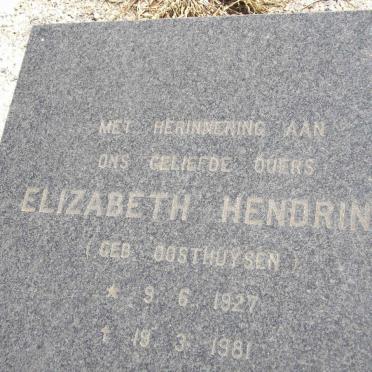 MET HERINNERING AAN
ONS GELIEFDE OUERS
ELIZABETH HENDRIN
(GEB. OOSTHUYSEN)
* 9 6 1927
† 19 3 1981